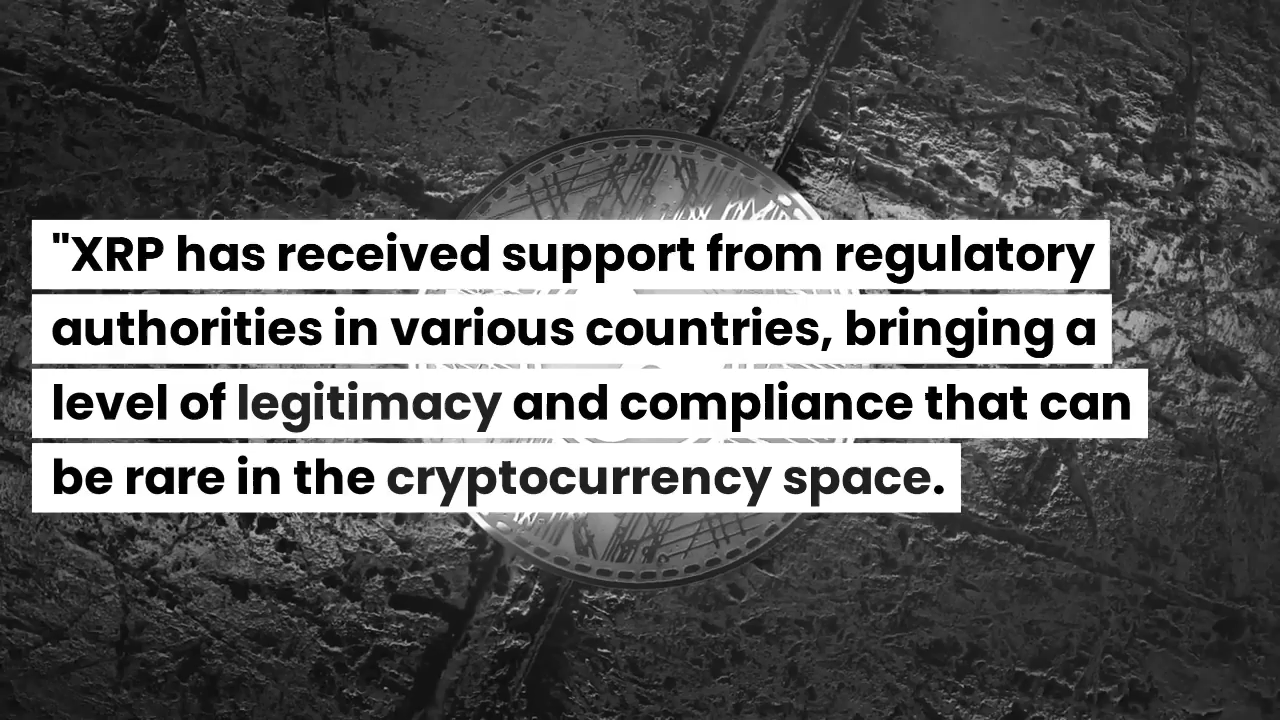 "XRP has received support from regulatory
authorities in various countries, bringing a
level of legitimacy and compliance that can
be rare in the cryptocurrency space.